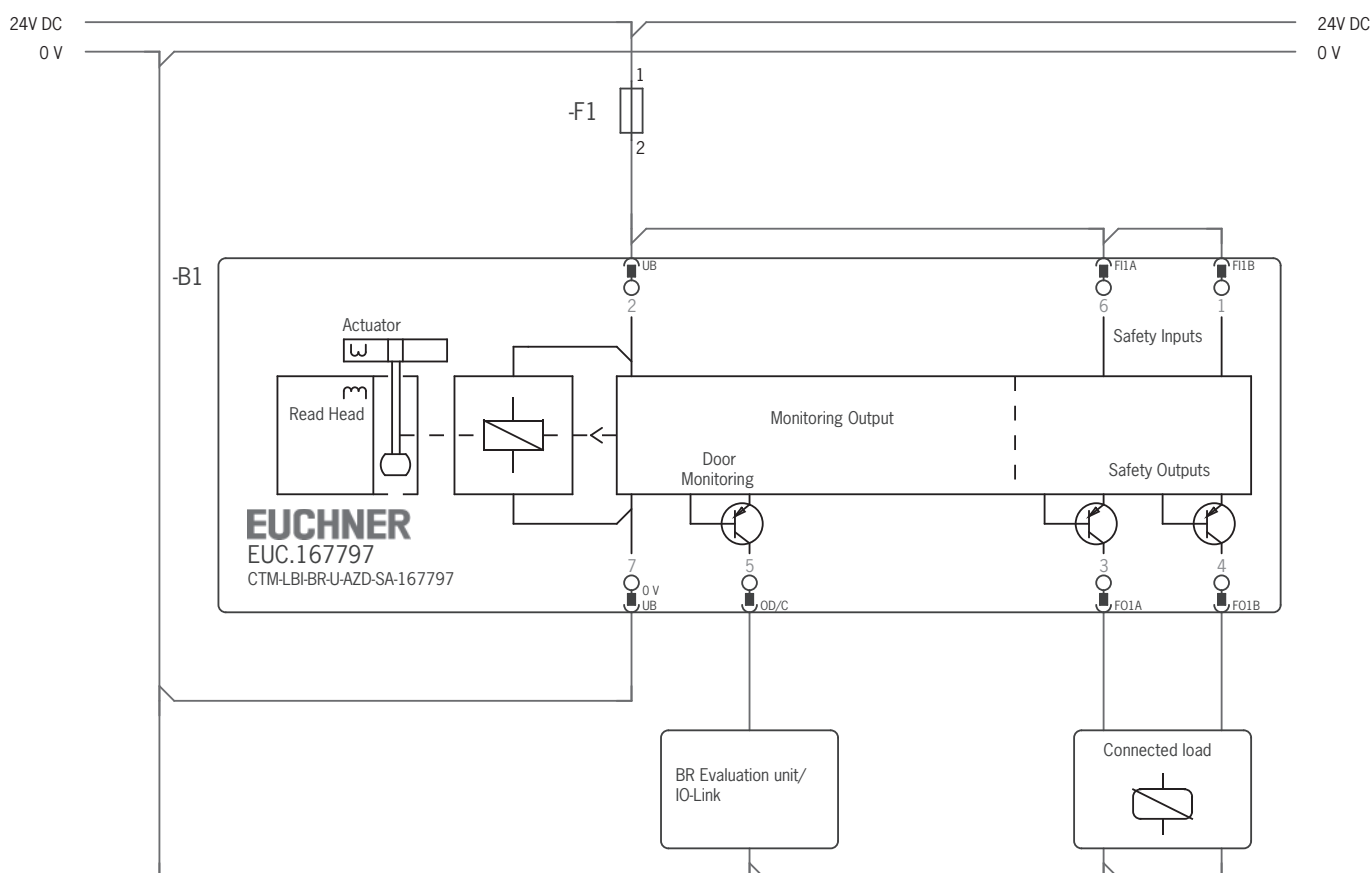 24V DC
24V DC
0 V
0 V
1
-F1
2
-B1
UB
FI1A
FI1B
2
6
1
Actuator
Safety Inputs
Read Head
Monitoring Output
Door
Monitoring
Safety Outputs
EUCHNER
EUC.167797
CTM-LBI-BR-U-AZD-SA-167797
7
5
3
4
0 V
UB
OD/C
FO1A
FO1B
BR Evaluation unit/
IO-Link
Connected load